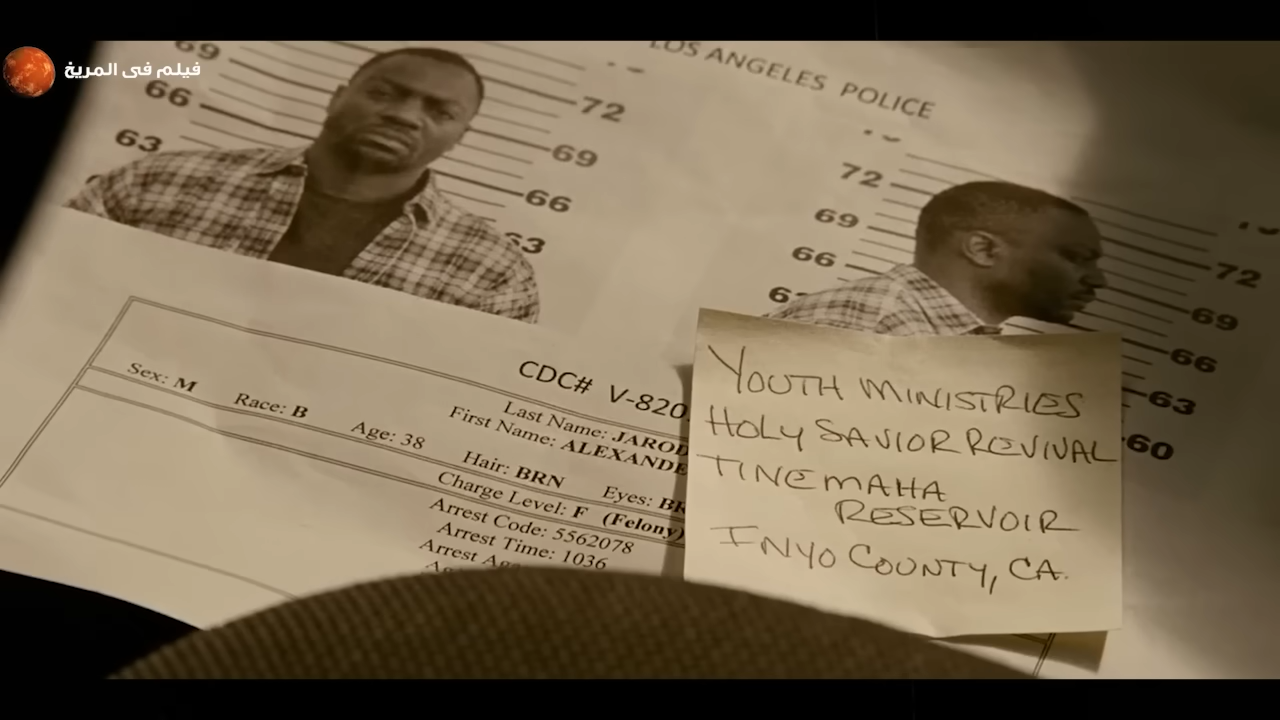 فيلم فى المريخ
LOS ANGELES POLICE
69
66
63
72
69
66
63
72
69
66
72
69
66
63
60
CDC# V-820
Last Name: JAROD
First Name: ALEXANDE
Sex: M Race: B Age: 38 Hair: BRN Eyes: BR
Charge Level: F (Felony)
Arrest Code: 5562078
Arrest Time: 1036
Arrest
YOUTH MINISTRIES
HOLY SAVIOR REVIVAL
TINEMAHA
RESERVOIR
INYO COUNTY, CA.